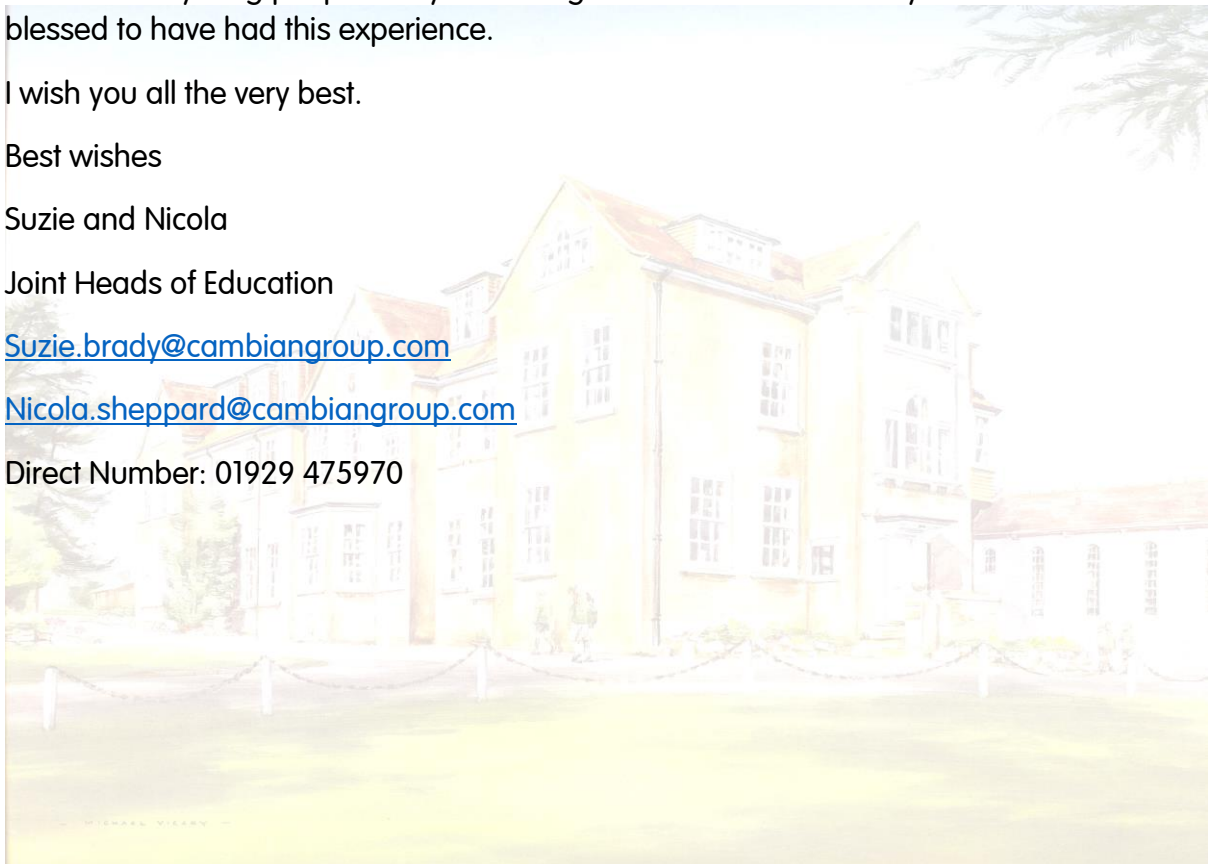 blessed to have had this experience.
I wish you all the very best.
Best wishes
Suzie and Nicola
Joint Heads of Education
Suzie.brady@cambiangroup.com
Nicola.sheppard@cambiangroup.com
Direct Number: 01929 475970